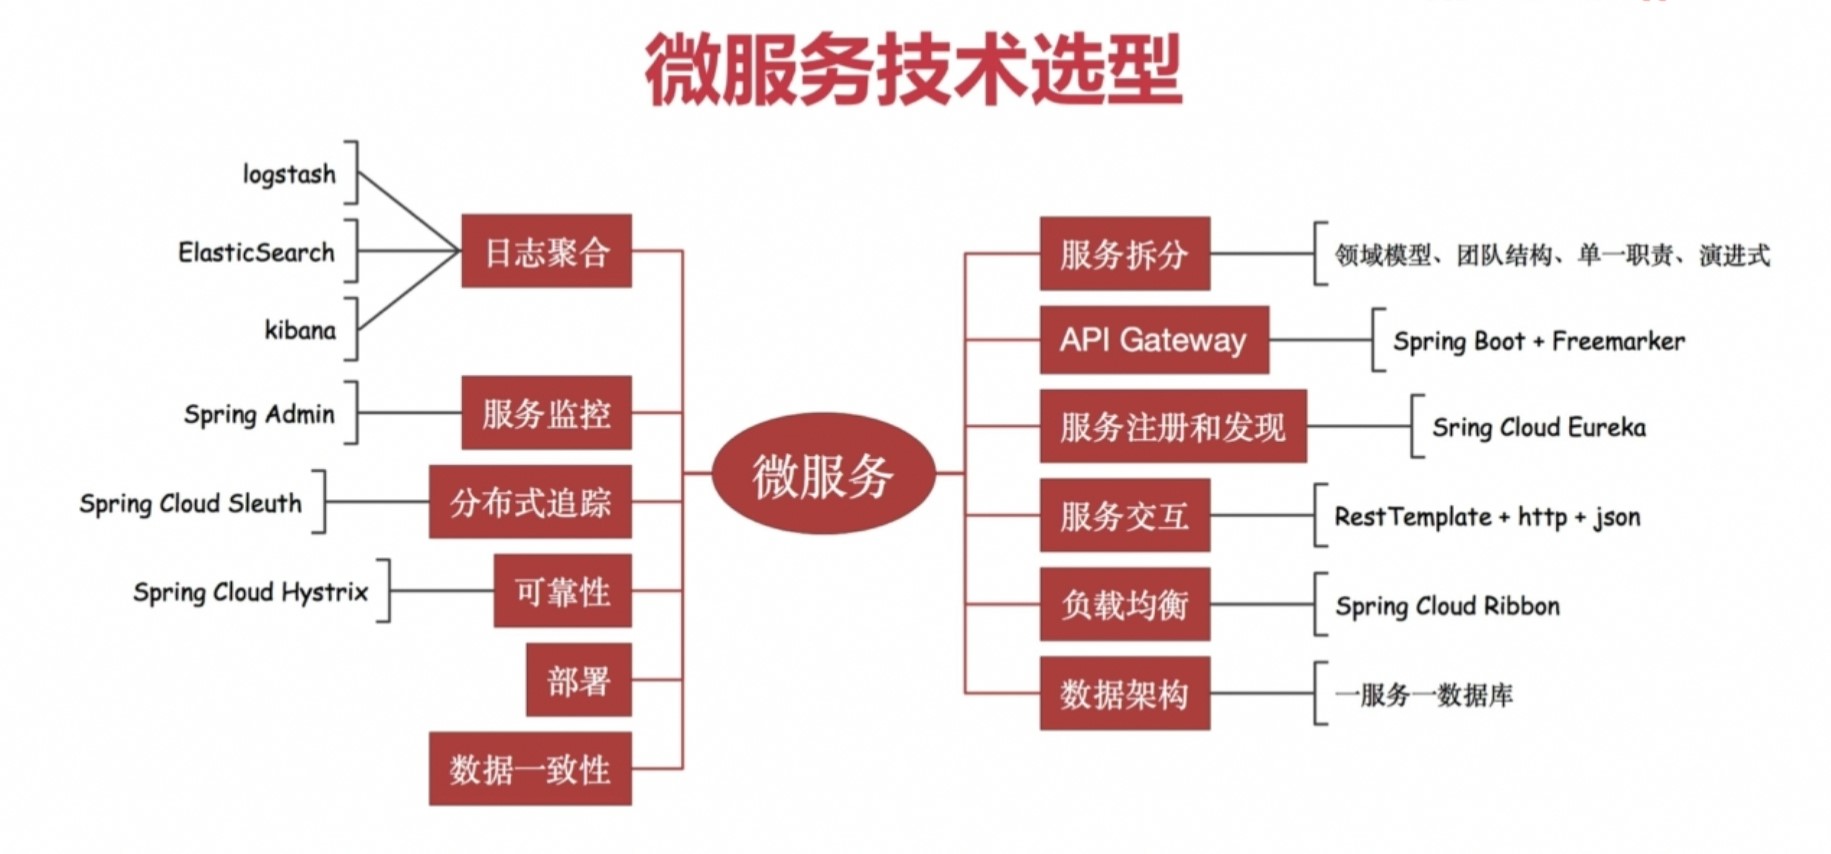 微服务技术选型
logstash
ElasticSearch
kibana
日志聚合
Spring Admin
服务监控
Spring Cloud Sleuth
分布式追踪
Spring Cloud Hystrix
可靠性
部署
数据一致性
微服务
服务拆分
领域模型、团队结构、单一职责、演进式
API Gateway
Spring Boot + Freemarker
服务注册和发现
Sring Cloud Eureka
服务交互
RestTemplate + http + json
负载均衡
Spring Cloud Ribbon
数据架构
一服务一数据库